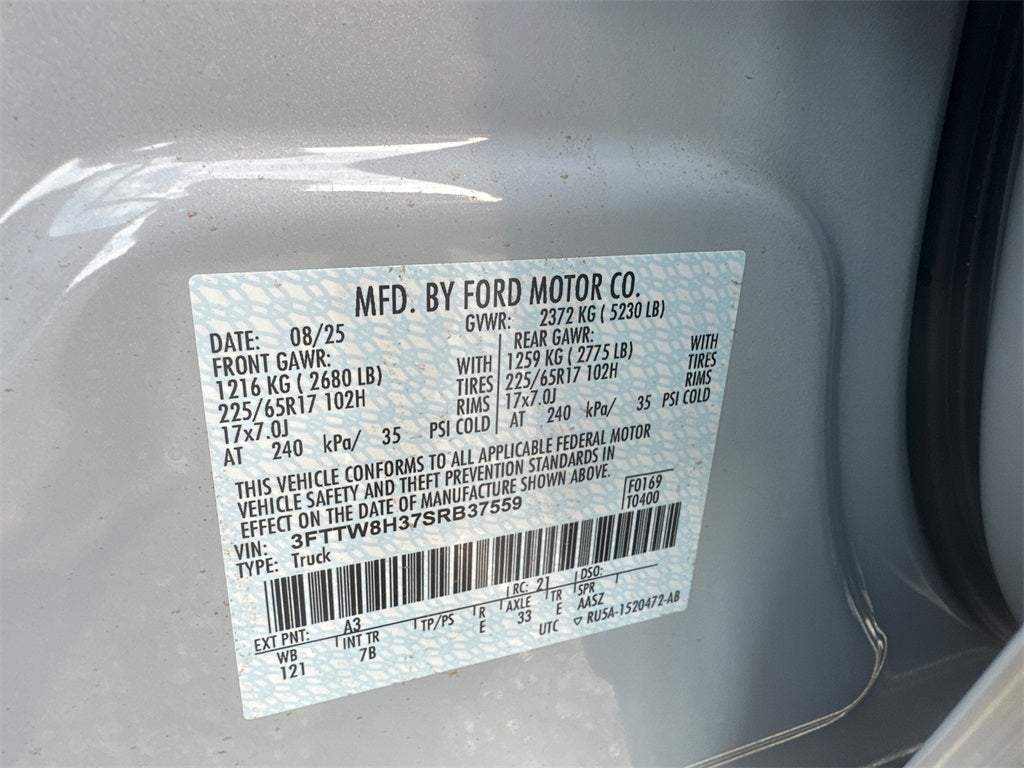 MFD. BY FORD MOTOR CO.
DATE: 08/25 GVWR: 2372 KG ( 5230 LB)
FRONT GAWR: REAR GAWR:
1216 KG ( 2680 LB) WITH 1259 KG ( 2775 LB) WITH
225/65R17 102H TIRES 225/65R17 102H TIRES
17x7.0J RIMS 17x7.0J RIMS
AT 240 kPa/ 35 PSI COLD AT 240 kPa/ 35 PSI COLD
THIS VEHICLE CONFORMS TO ALL APPLICABLE FEDERAL MOTOR
VEHICLE SAFETY AND THEFT PREVENTION STANDARDS IN
EFFECT ON THE DATE OF MANUFACTURE SHOWN ABOVE.
VIN: 3FTTW8H37SRB37559 F0169
TYPE: Truck T0400
EXT PNT: A3 RC: 21 DSO:
WB INT TR TP/PS R AXLE TR SPR
121 7B E 33 E AASZ
UTC ▽ RU5A-1520472-AB